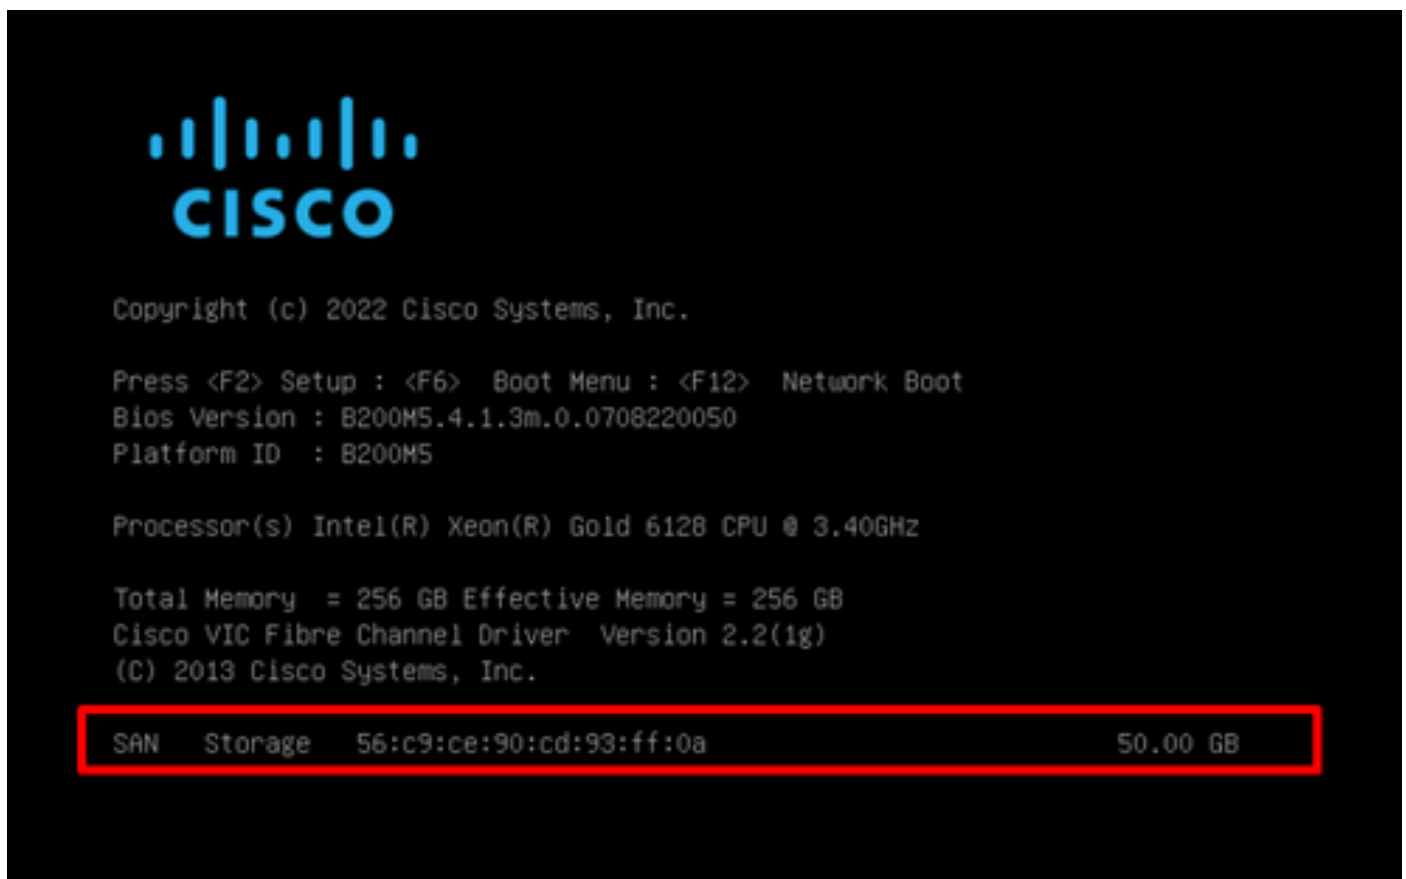 CISCO
Copyright (c) 2022 Cisco Systems, Inc.
Press <F2> Setup : <F6> Boot Menu : <F12> Network Boot
Bios Version : B200M5.4.1.3m.0.0708220050
Platform ID : B200M5
Processor(s) Intel(R) Xeon(R) Gold 6128 CPU @ 3.40GHz
Total Memory = 256 GB Effective Memory = 256 GB
Cisco VIC Fibre Channel Driver Version 2.2(1g)
(C) 2013 Cisco Systems, Inc.
SAN Storage 56:c9:ce:90:cd:93:ff:0a 50.00 GB